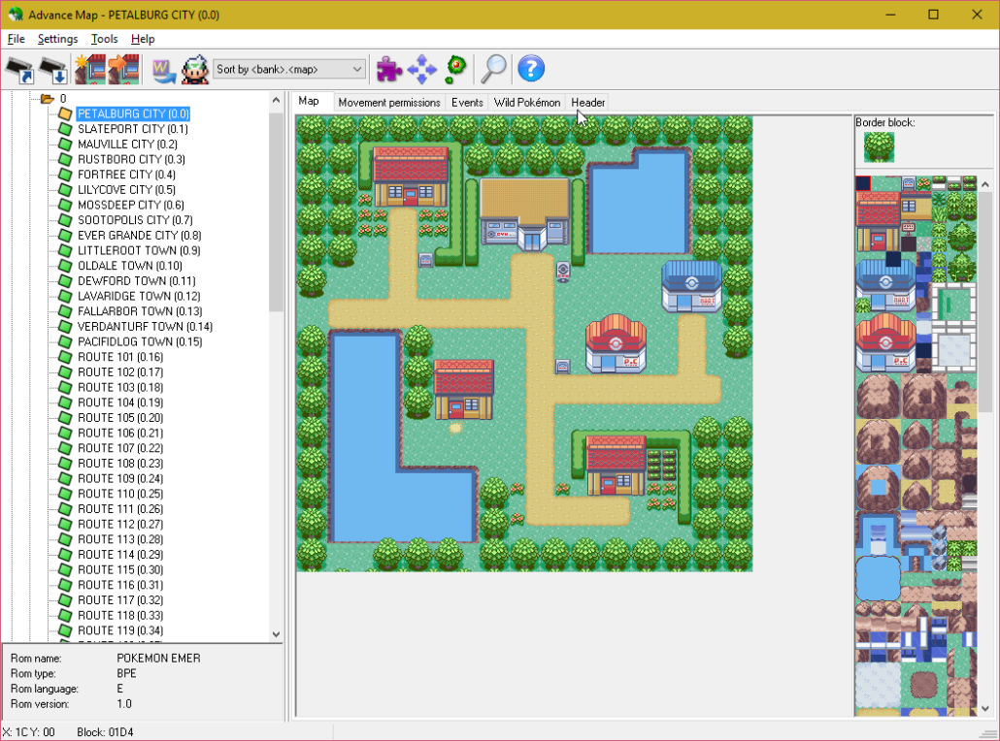 Advance Map - PETALBURG CITY (0.0)
File Settings Tools Help
W
Sort by <bank>.<map>
?
0
PETALBURG CITY (0.0)
SLATEPORT CITY (0.1)
MAUVILLE CITY (0.2)
RUSTBORO CITY (0.3)
FORTREE CITY (0.4)
LILYCOVE CITY (0.5)
MOSSDEEP CITY (0.6)
SOOTOPOLIS CITY (0.7)
EVER GRANDE CITY (0.8)
LITTLEROOT TOWN (0.9)
OLDALE TOWN (0.10)
DEWFORD TOWN (0.11)
LAVARIDGE TOWN (0.12)
FALLARBOR TOWN (0.13)
VERDANTURF TOWN (0.14)
PACIFIDLOG TOWN (0.15)
ROUTE 101 (0.16)
ROUTE 102 (0.17)
ROUTE 103 (0.18)
ROUTE 104 (0.19)
ROUTE 105 (0.20)
ROUTE 106 (0.21)
ROUTE 107 (0.22)
ROUTE 108 (0.23)
ROUTE 109 (0.24)
ROUTE 110 (0.25)
ROUTE 111 (0.26)
ROUTE 112 (0.27)
ROUTE 113 (0.28)
ROUTE 114 (0.29)
ROUTE 115 (0.30)
ROUTE 116 (0.31)
ROUTE 117 (0.32)
ROUTE 118 (0.33)
ROUTE 119 (0.34)
Map Movement permissions Events Wild Pokémon Header
GYM
MART
P.C
Border block:
MART
P.C
Rom name: POKEMON EMER
Rom type: BPE
Rom language: E
Rom version: 1.0
X: 1C Y: 00 Block: 01D4